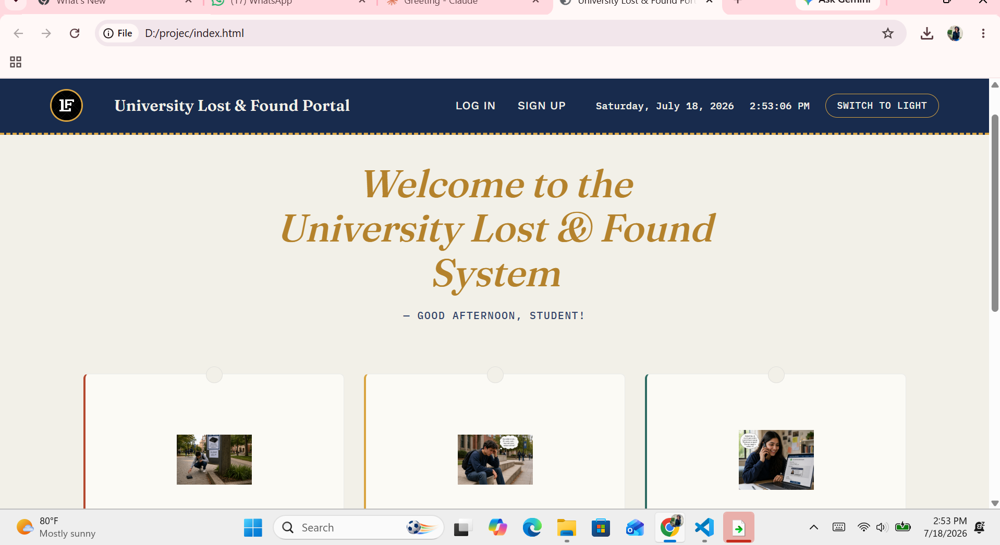 What's New
(17) WhatsApp
Greeting - Claude
University Lost & Found Port
Ask Gemini
File
D:/projec/index.html
LF
University Lost & Found Portal
LOG IN
SIGN UP
Saturday, July 18, 2026
2:53:06 PM
SWITCH TO LIGHT
Welcome to the
University Lost & Found
System
— GOOD AFTERNOON, STUDENT!
PLEASE
HELP!
80°F
Mostly sunny
Search
2:53 PM
7/18/2026